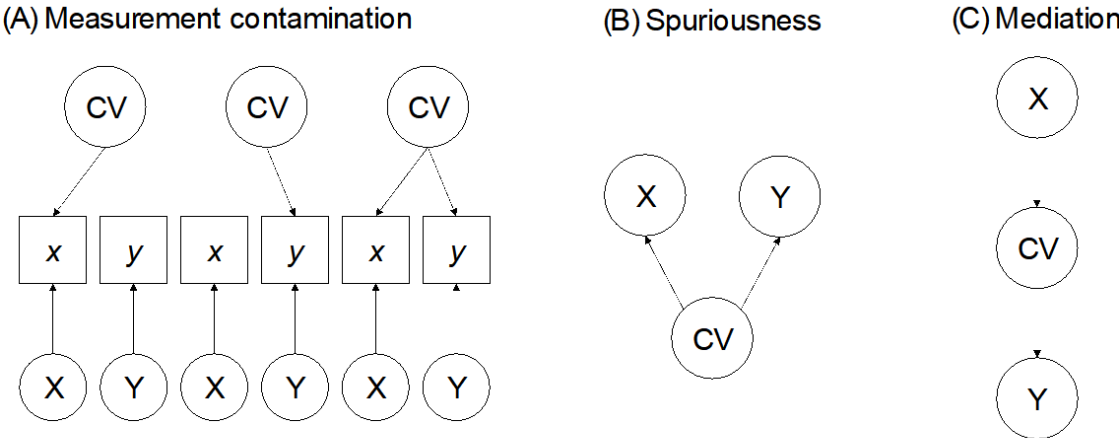 (A) Measurement contamination
(B) Spuriousness
(C) Mediation
CV CV CV
x y x y x y
X Y X Y X Y
X Y
CV
X
CV
Y